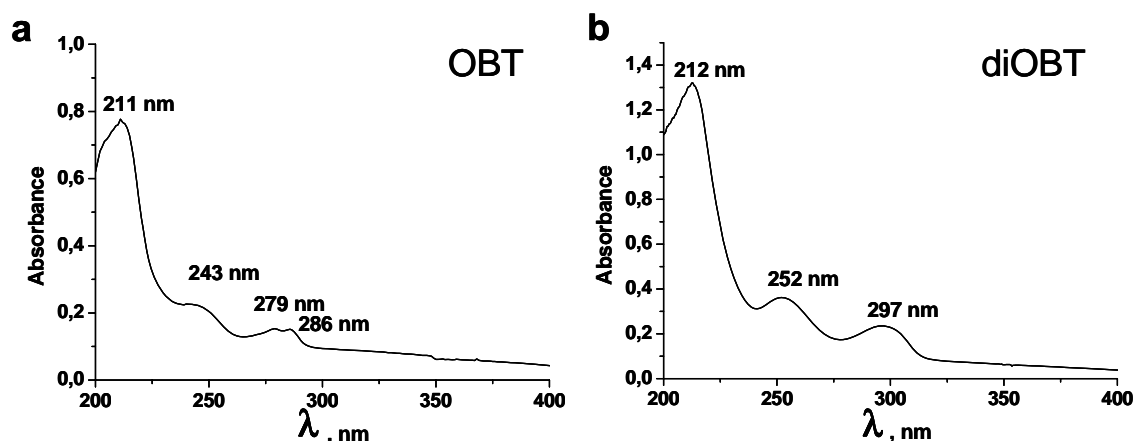 a
OBT
1,0
0,8
0,6
0,4
0,2
0,0
Absorbance
211 nm
243 nm
279 nm
286 nm
200 250 300 350 400
λ , nm
b
diOBT
1,4
1,2
1,0
0,8
0,6
0,4
0,2
0,0
Absorbance
212 nm
252 nm
297 nm
200 250 300 350 400
λ , nm